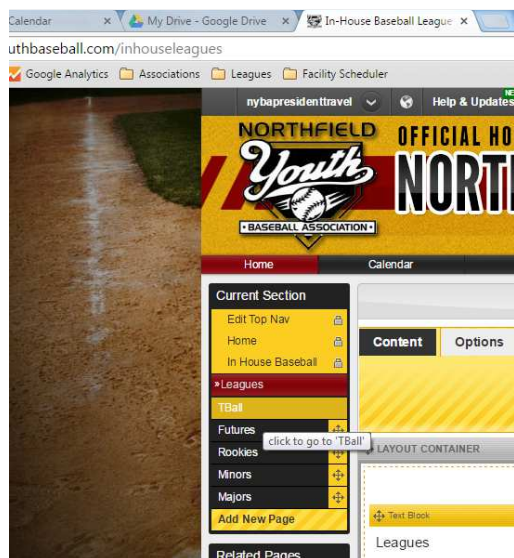 Calendar
My Drive - Google Drive
In-House Baseball League
uthbaseball.com/inhouseleagues
Google Analytics
Associations
Leagues
Facility Scheduler
nybapresidenttravel
Help & Updates
NORTHFIELD
Youth
BASEBALL ASSOCIATION
OFFICIAL HO
NORT
Home
Calendar
Current Section
Edit Top Nav
Home
In House Baseball
»Leagues
TBall
Futures
Rookies
Minors
Majors
Add New Page
Related Pages
click to go to 'TBall'
Content
Options
LAYOUT CONTAINER
Text Block
Leagues